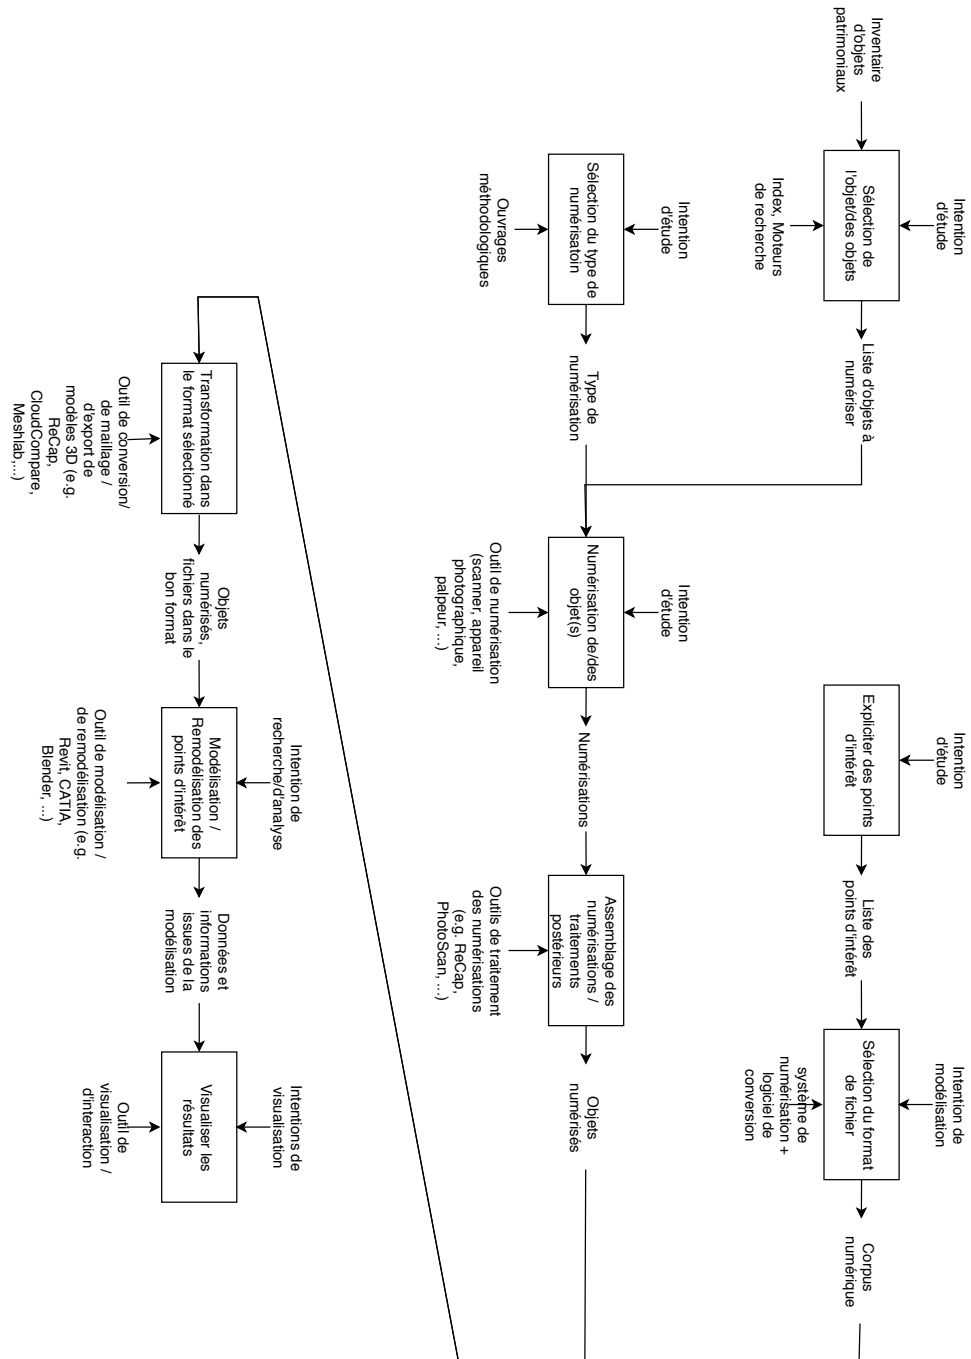 Inventaire
d'objets
patrimoniaux
Intention
d'étude
Sélection de
l'objet/des objets
Index, Moteurs
de recherche
Liste d'objets à
numériser
Intention
d'étude
Expliciter des points
d'intérêt
Liste des
points d'intérêt
Intention de
modélisation
Sélection du format
de fichier
système de
numérisation +
logiciel de
conversion
Corpus
numérique
Intention
d'étude
Sélection du type de
numérisatoin
Ouvrages
méthodologiques
Type de
numérisation
Intention
d'étude
Numérisation de/des
objet(s)
Outil de numérisation
(scanner, appareil
photographique,
palpeur, ...)
Numérisations
Assemblage des
numérisations /
traitements
postérieurs
Outils de traitement
des numérisations
(e.g. ReCap,
PhotoScan, ...)
Objets
numérisés
Transformation dans
le format sélectionné
Outil de conversion/
de maillage /
d'export de
modèles 3D (e.g.
ReCap,
CloudCompare,
Meshlab,...)
Objets
numérisés,
fichiers dans le
bon format
Intention de
recherche/d'analyse
Modélisation /
Remodélisation des
points d'intérêt
Outil de modélisation /
de remodélisation (e.g.
Revit, CATIA,
Blender, ...)
Données et
informations
issues de la
modélisation
Intentions de
visualisation
Visualiser les
résultats
Outil de
visualisation /
d'interaction